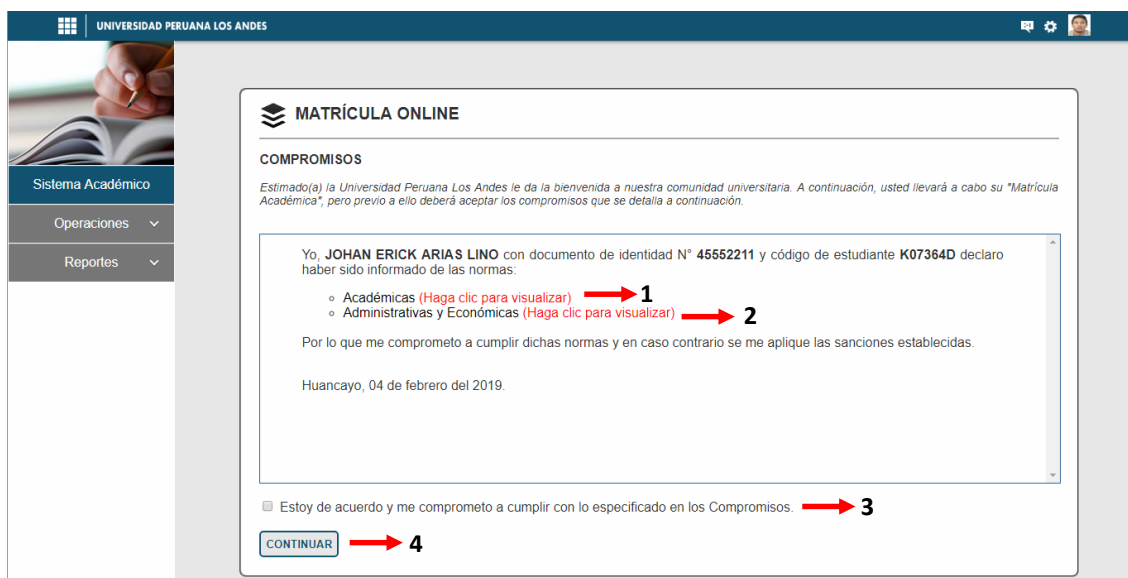 UNIVERSIDAD PERUANA LOS ANDES
Sistema Académico
Operaciones
Reportes
MATRÍCULA ONLINE
COMPROMISOS
Estimado(a) la Universidad Peruana Los Andes le da la bienvenida a nuestra comunidad universitaria. A continuación, usted llevará a cabo su "Matrícula
Académica", pero previo a ello deberá aceptar los compromisos que se detalla a continuación.
Yo, JOHAN ERICK ARIAS LINO con documento de identidad N° 45552211 y código de estudiante K07364D declaro
haber sido informado de las normas:
Académicas (Haga clic para visualizar) 1
Administrativas y Económicas (Haga clic para visualizar) 2
Por lo que me comprometo a cumplir dichas normas y en caso contrario se me aplique las sanciones establecidas.
Huancayo, 04 de febrero del 2019.
Estoy de acuerdo y me comprometo a cumplir con lo especificado en los Compromisos. 3
CONTINUAR 4